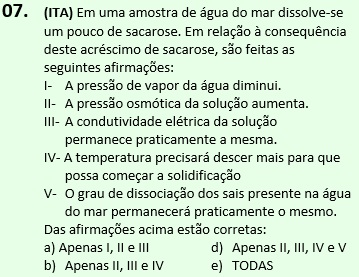 07. (ITA) Em uma amostra de água do mar dissolve-se
um pouco de sacarose. Em relação à consequência
deste acréscimo de sacarose, são feitas as
seguintes afirmações:
I- A pressão de vapor da água diminui.
II- A pressão osmótica da solução aumenta.
III- A condutividade elétrica da solução
permanece praticamente a mesma.
IV- A temperatura precisará descer mais para que
possa começar a solidificação
V- O grau de dissociação dos sais presente na água
do mar permanecerá praticamente o mesmo.
Das afirmações acima estão corretas:
a) Apenas I, II e III d) Apenas II, III, IV e V
b) Apenas II, III e IV e) TODAS